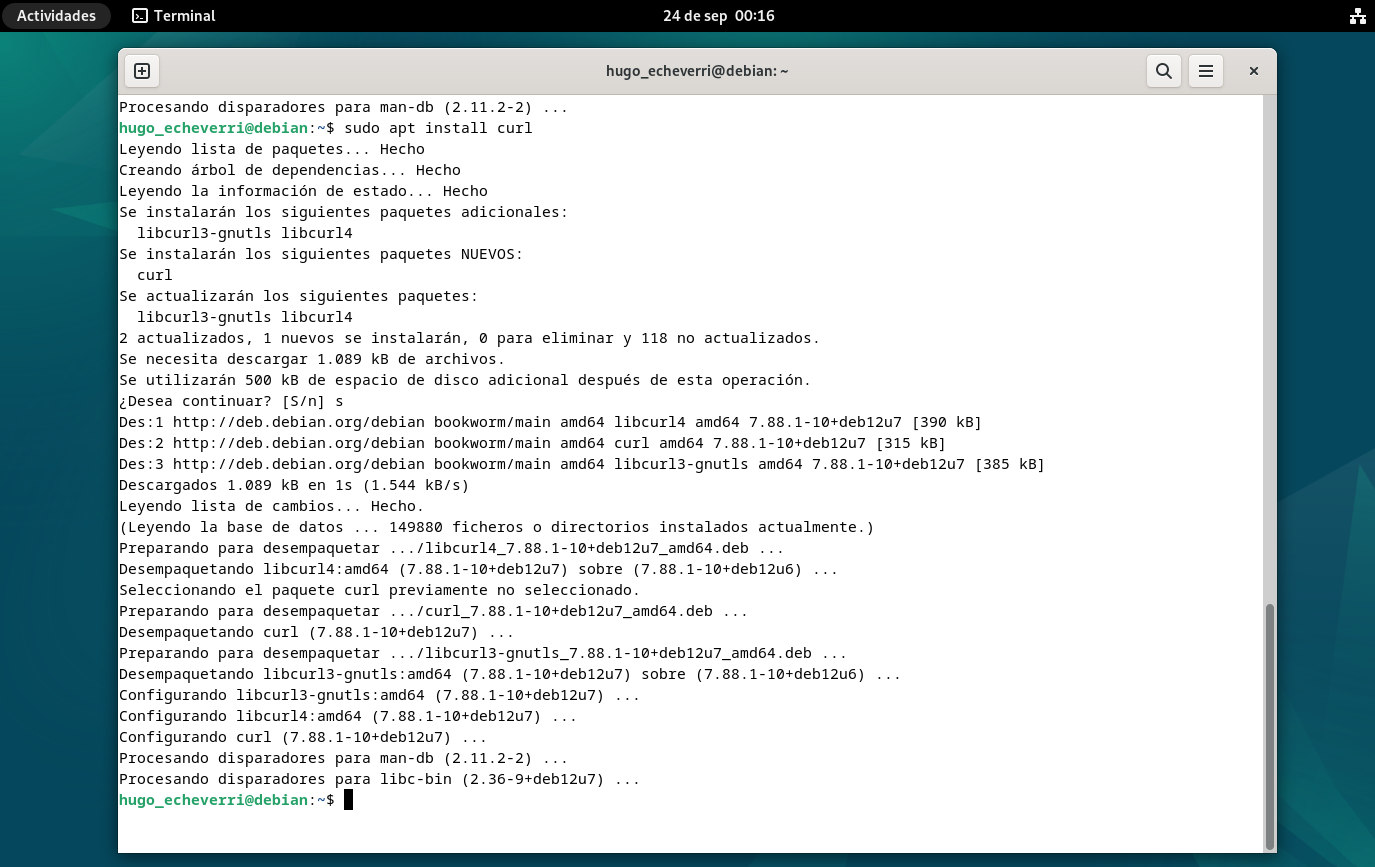 Actividades Terminal 24 de sep 00:16
hugo_echeverri@debian: ~
Procesando disparadores para man-db (2.11.2-2) ...
hugo_echeverri@debian:~$ sudo apt install curl
Leyendo lista de paquetes... Hecho
Creando árbol de dependencias... Hecho
Leyendo la información de estado... Hecho
Se instalarán los siguientes paquetes adicionales:
  libcurl3-gnutls libcurl4
Se instalarán los siguientes paquetes NUEVOS:
  curl
Se actualizarán los siguientes paquetes:
  libcurl3-gnutls libcurl4
2 actualizados, 1 nuevos se instalarán, 0 para eliminar y 118 no actualizados.
Se necesita descargar 1.089 kB de archivos.
Se utilizarán 500 kB de espacio de disco adicional después de esta operación.
¿Desea continuar? [S/n] s
Des:1 http://deb.debian.org/debian bookworm/main amd64 libcurl4 amd64 7.88.1-10+deb12u7 [390 kB]
Des:2 http://deb.debian.org/debian bookworm/main amd64 curl amd64 7.88.1-10+deb12u7 [315 kB]
Des:3 http://deb.debian.org/debian bookworm/main amd64 libcurl3-gnutls amd64 7.88.1-10+deb12u7 [385 kB]
Descargados 1.089 kB en 1s (1.544 kB/s)
Leyendo lista de cambios... Hecho.
(Leyendo la base de datos ... 149880 ficheros o directorios instalados actualmente.)
Preparando para desempaquetar .../libcurl4_7.88.1-10+deb12u7_amd64.deb ...
Desempaquetando libcurl4:amd64 (7.88.1-10+deb12u7) sobre (7.88.1-10+deb12u6) ...
Seleccionando el paquete curl previamente no seleccionado.
Preparando para desempaquetar .../curl_7.88.1-10+deb12u7_amd64.deb ...
Desempaquetando curl (7.88.1-10+deb12u7) ...
Preparando para desempaquetar .../libcurl3-gnutls_7.88.1-10+deb12u7_amd64.deb ...
Desempaquetando libcurl3-gnutls:amd64 (7.88.1-10+deb12u7) sobre (7.88.1-10+deb12u6) ...
Configurando libcurl3-gnutls:amd64 (7.88.1-10+deb12u7) ...
Configurando libcurl4:amd64 (7.88.1-10+deb12u7) ...
Configurando curl (7.88.1-10+deb12u7) ...
Procesando disparadores para man-db (2.11.2-2) ...
Procesando disparadores para libc-bin (2.36-9+deb12u7) ...
hugo_echeverri@debian:~$